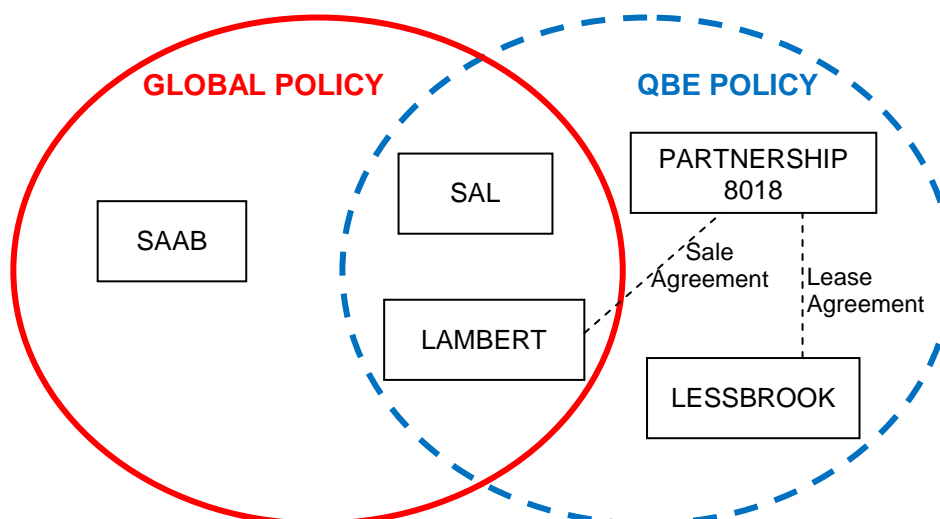 GLOBAL POLICY
QBE POLICY
PARTNERSHIP
8018
SAL
SAAB
Sale
Agreement
Lease
Agreement
LAMBERT
LESSBROOK